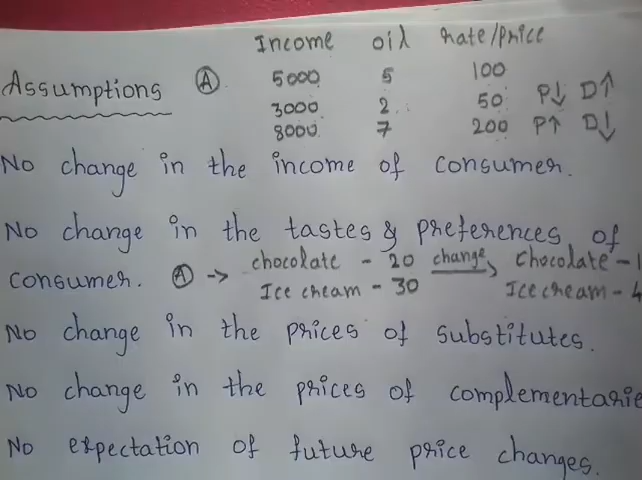 Income oil rate/price
Assumptions A 5000 5 100
3000 2 50 P↓ D↑
8000 7 200 P↑ D↓
No change in the income of consumer.
No change in the tastes & preferences of
consumer. A → chocolate - 20 change→ chocolate - 1
Ice cream - 30 Ice cream - 4
No change in the prices of substitutes.
No change in the prices of complementarie
No expectation of future price changes.